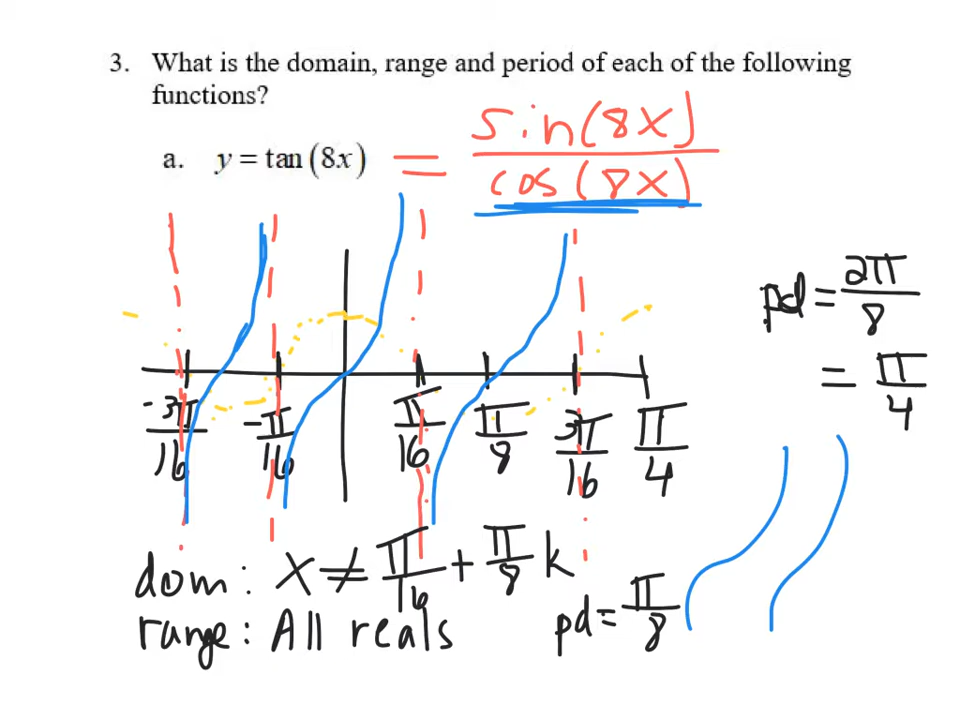 3. What is the domain, range and period of each of the following
functions?
a. y = tan (8x) = sin(8x) / cos(8x)
pd = 2π/8
= π/4
-3π/16 -π/16 π/16 π/8 3π/16 π/4
dom: x ≠ π/16 + π/8 k
range: All reals pd = π/8